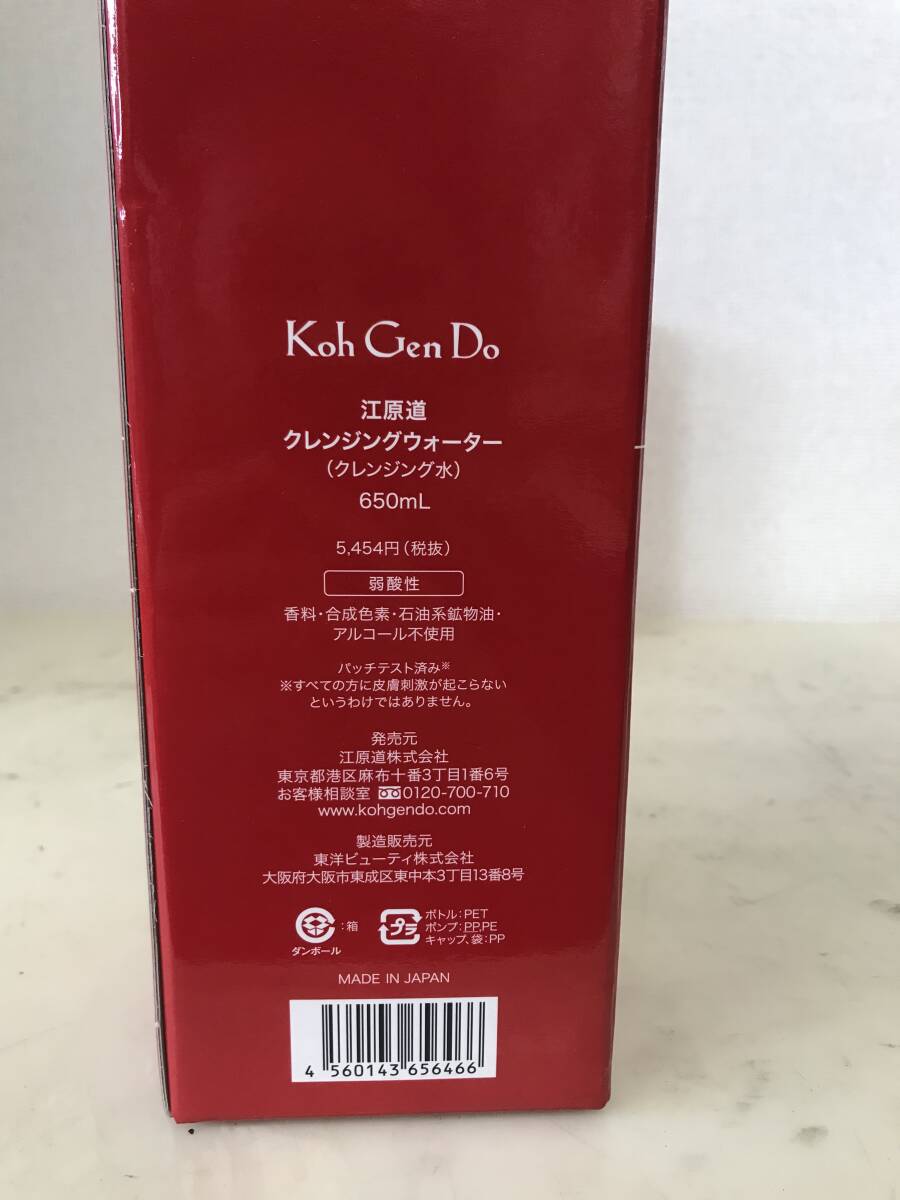 Koh Gen Do
江原道
クレンジングウォーター
（クレンジング水）
650mL
5,454円（税抜）
弱酸性
香料・合成色素・石油系鉱物油・
アルコール不使用
パッチテスト済み※
※すべての方に皮膚刺激が起こらない
というわけではありません。
発売元
江原道株式会社
東京都港区麻布十番3丁目1番6号
お客様相談室 0120-700-710
www.kohgendo.com
製造販売元
東洋ビューティ株式会社
大阪府大阪市東成区東中本3丁目13番8号
:箱
ダンボール
プラ
ボトル:PET
ポンプ:PP,PE
キャップ、袋:PP
MADE IN JAPAN
4 560143 656466